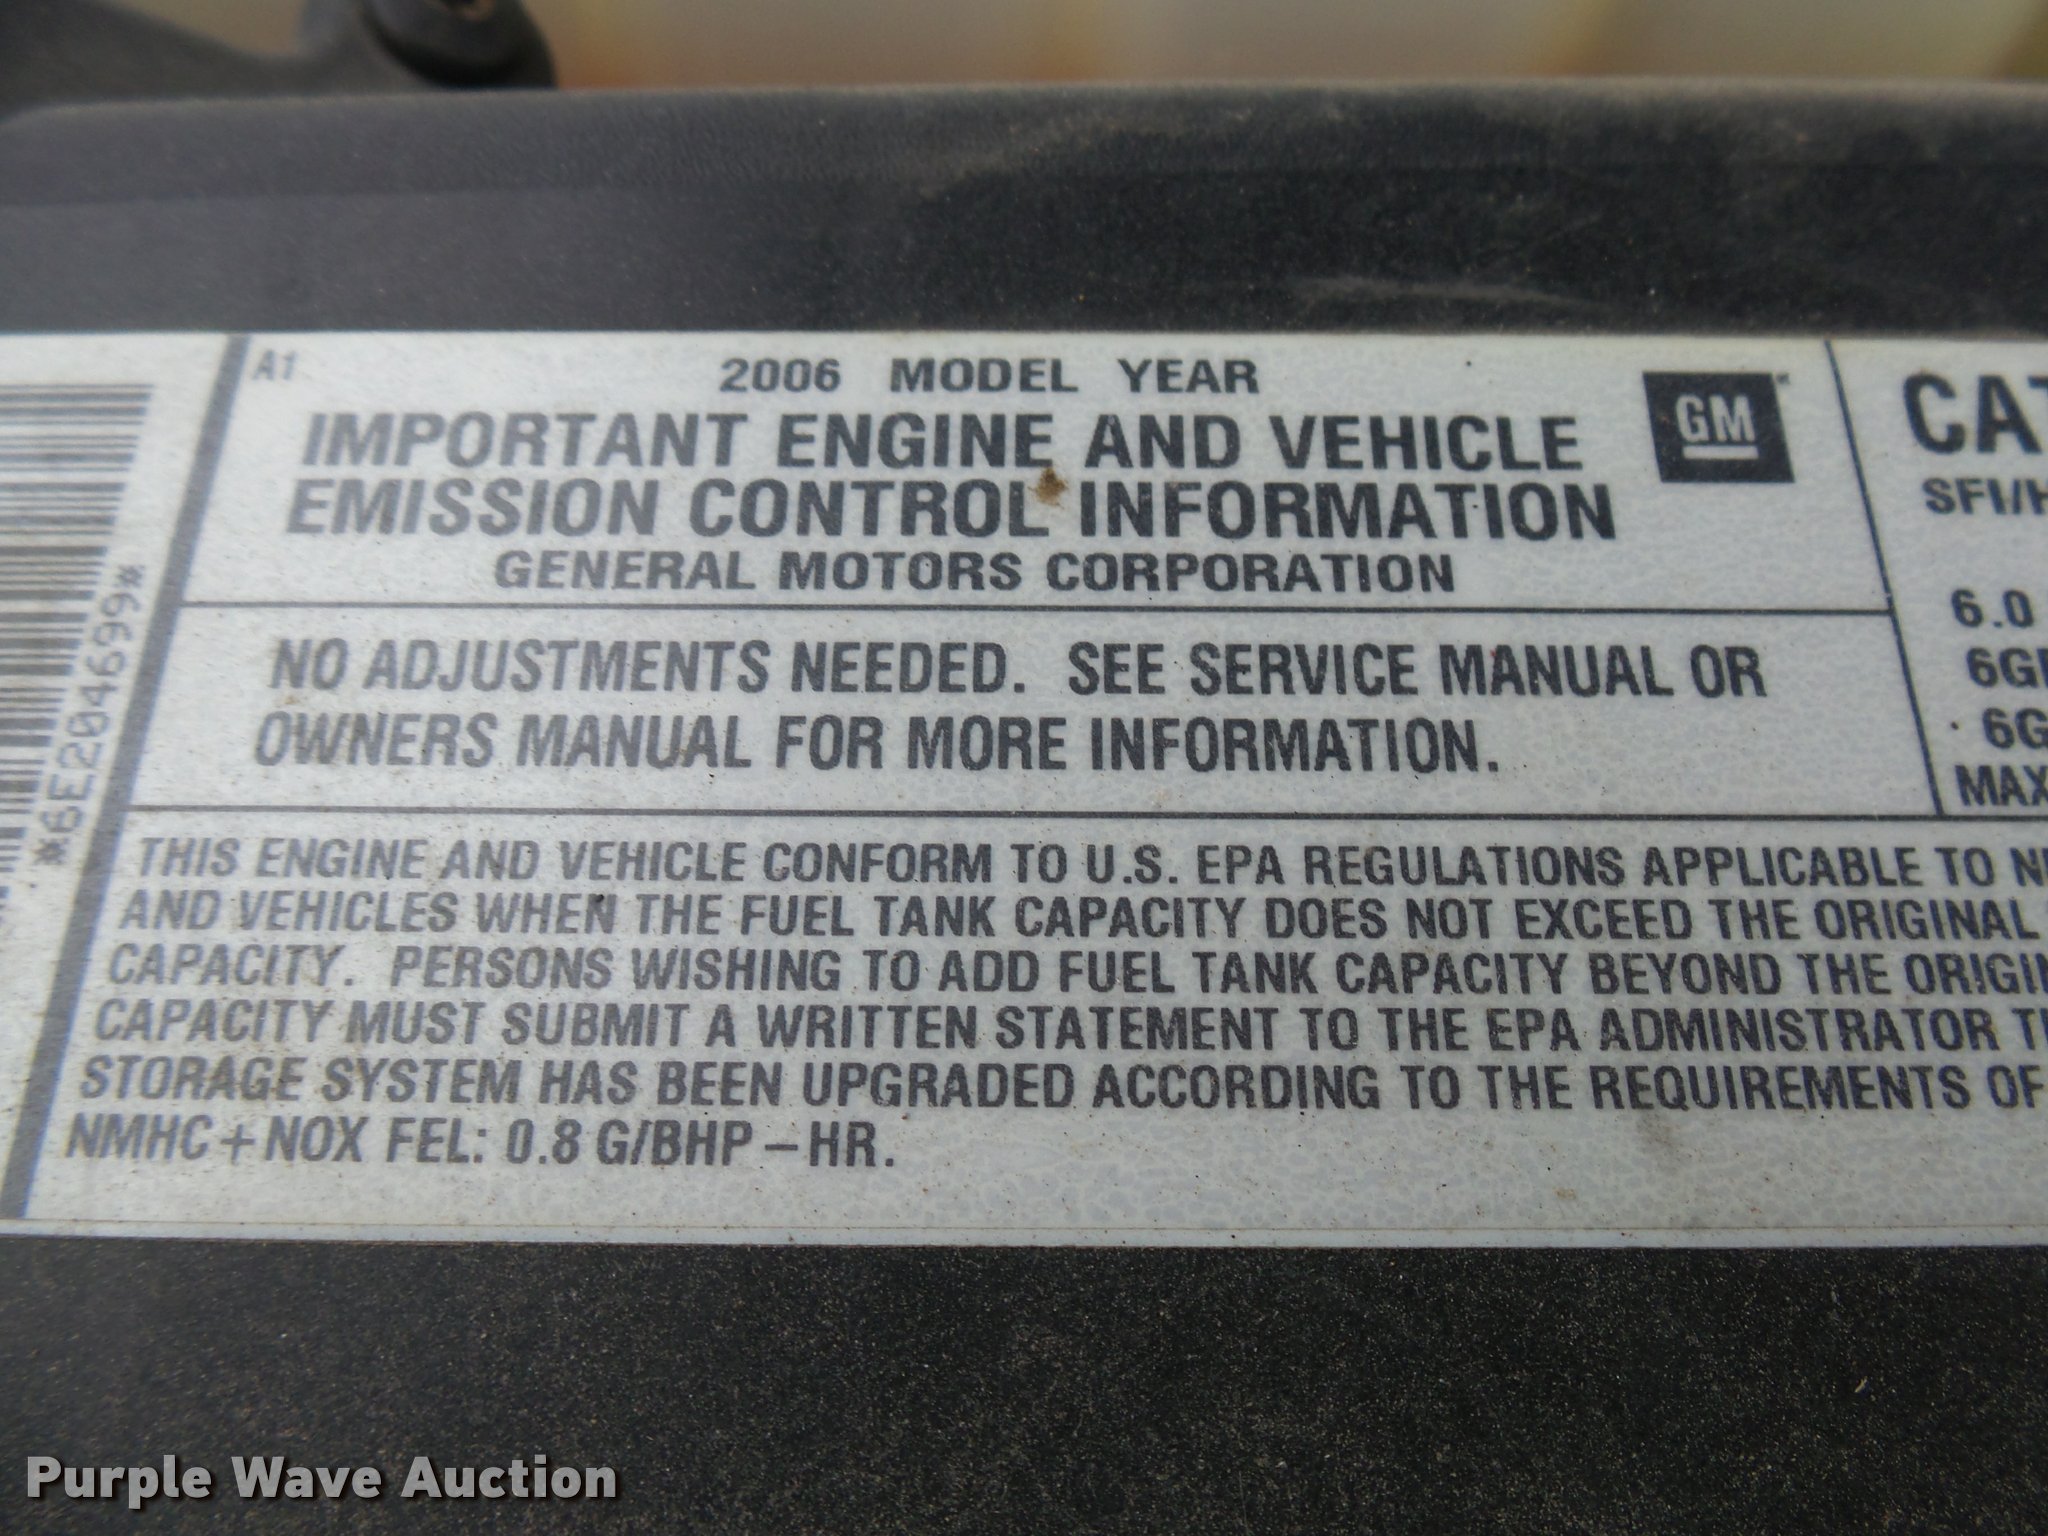 A1
2006 MODEL YEAR
IMPORTANT ENGINE AND VEHICLE
EMISSION CONTROL INFORMATION
GENERAL MOTORS CORPORATION
GM
NO ADJUSTMENTS NEEDED. SEE SERVICE MANUAL OR
OWNERS MANUAL FOR MORE INFORMATION.
SFI/
6.0
MAX
THIS ENGINE AND VEHICLE CONFORM TO U.S. EPA REGULATIONS APPLICABLE TO
AND VEHICLES WHEN THE FUEL TANK CAPACITY DOES NOT EXCEED THE ORIGINAL
CAPACITY. PERSONS WISHING TO ADD FUEL TANK CAPACITY BEYOND THE
CAPACITY MUST SUBMIT A WRITTEN STATEMENT TO THE EPA ADMINISTRATOR
STORAGE SYSTEM HAS BEEN UPGRADED ACCORDING TO THE REQUIREMENTS OF
NMHC+NOX FEL: 0.8 G/BHP-HR.
*6E204699*
Purple Wave Auction